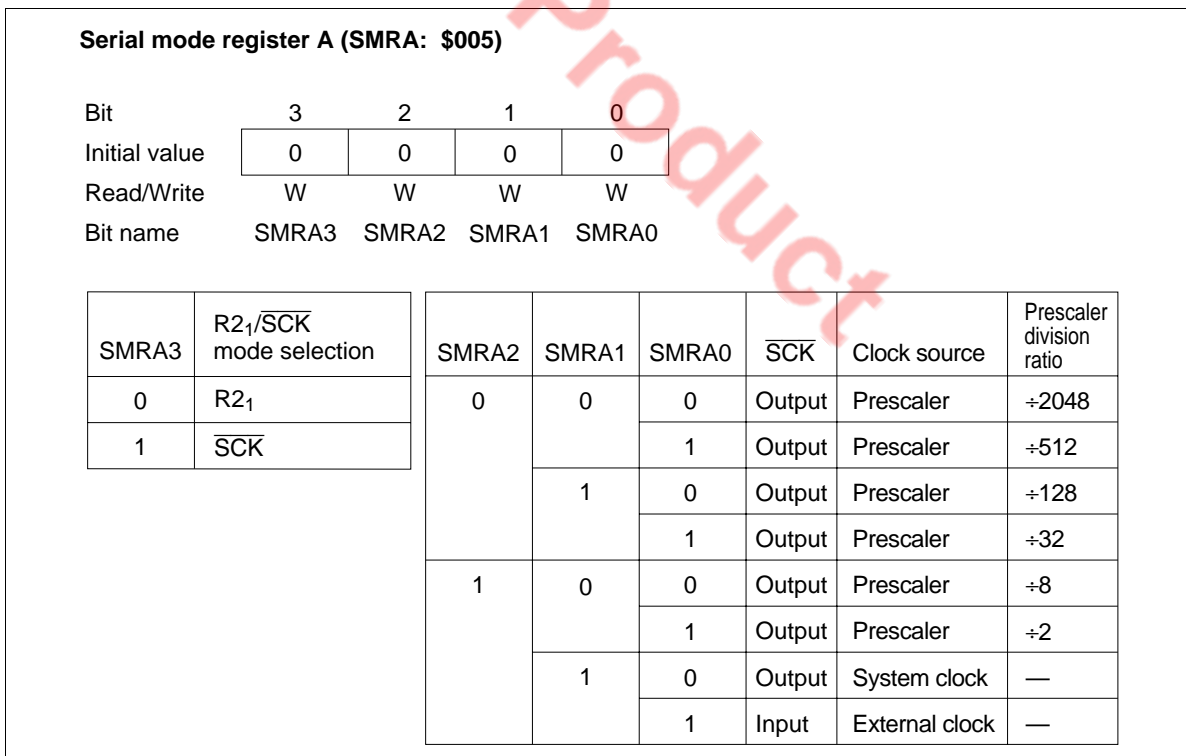 Serial mode register A (SMRA: $005)
Bit 3 2 1 0
Initial value 0 0 0 0
Read/Write W W W W
Bit name SMRA3 SMRA2 SMRA1 SMRA0
SMRA3 R2₁/S̅C̅K̅ mode selection
0 R2₁
1 S̅C̅K̅
SMRA2 SMRA1 SMRA0 S̅C̅K̅ Clock source Prescaler division ratio
0 0 0 Output Prescaler ÷2048
1 Output Prescaler ÷512
1 0 Output Prescaler ÷128
1 Output Prescaler ÷32
1 0 0 Output Prescaler ÷8
1 Output Prescaler ÷2
1 0 Output System clock —
1 Input External clock —
Product